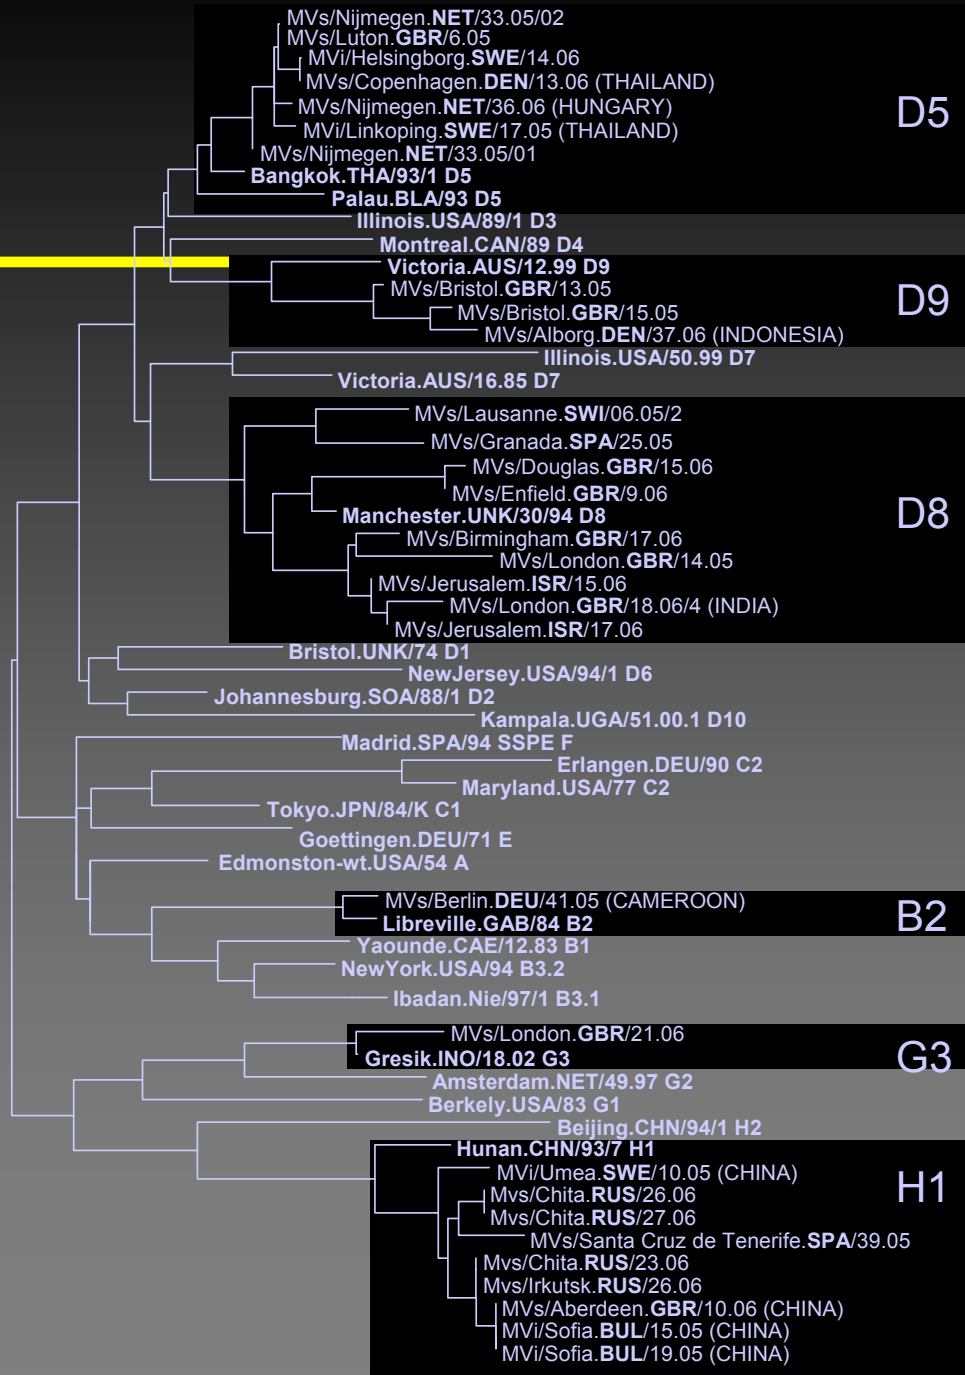 MVs/Nijmegen.NET/33.05/02
MVs/Luton.GBR/6.05
MVi/Helsingborg.SWE/14.06
MVs/Copenhagen.DEN/13.06 (THAILAND)
D5
MVs/Nijmegen.NET/36.06 (HUNGARY)
MVi/Linkoping.SWE/17.05 (THAILAND)
MVs/Nijmegen.NET/33.05/01
Bangkok.THA/93/1 D5
Palau.BLA/93 D5
Illinois.USA/89/1 D3
Montreal.CAN/89 D4
Victoria.AUS/12.99 D9
MVs/Bristol.GBR/13.05
D9
MVs/Bristol.GBR/15.05
MVs/Alborg.DEN/37.06 (INDONESIA)
Illinois.USA/50.99 D7
Victoria.AUS/16.85 D7
MVs/Lausanne.SWI/06.05/2
MVs/Granada.SPA/25.05
MVs/Douglas.GBR/15.06
MVs/Enfield.GBR/9.06
Manchester.UNK/30/94 D8
D8
MVs/Birmingham.GBR/17.06
MVs/London.GBR/14.05
MVs/Jerusalem.ISR/15.06
MVs/London.GBR/18.06/4 (INDIA)
MVs/Jerusalem.ISR/17.06
Bristol.UNK/74 D1
NewJersey.USA/94/1 D6
Johannesburg.SOA/88/1 D2
Kampala.UGA/51.00.1 D10
Madrid.SPA/94 SSPE F
Erlangen.DEU/90 C2
Maryland.USA/77 C2
Tokyo.JPN/84/K C1
Goettingen.DEU/71 E
Edmonston-wt.USA/54 A
MVs/Berlin.DEU/41.05 (CAMEROON)
B2
Libreville.GAB/84 B2
Yaounde.CAE/12.83 B1
NewYork.USA/94 B3.2
Ibadan.Nie/97/1 B3.1
MVs/London.GBR/21.06
G3
Gresik.INO/18.02 G3
Amsterdam.NET/49.97 G2
Berkely.USA/83 G1
Beijing.CHN/94/1 H2
Hunan.CHN/93/7 H1
MVi/Umea.SWE/10.05 (CHINA)
H1
Mvs/Chita.RUS/26.06
Mvs/Chita.RUS/27.06
MVs/Santa Cruz de Tenerife.SPA/39.05
Mvs/Chita.RUS/23.06
Mvs/Irkutsk.RUS/26.06
MVs/Aberdeen.GBR/10.06 (CHINA)
MVi/Sofia.BUL/15.05 (CHINA)
MVi/Sofia.BUL/19.05 (CHINA)